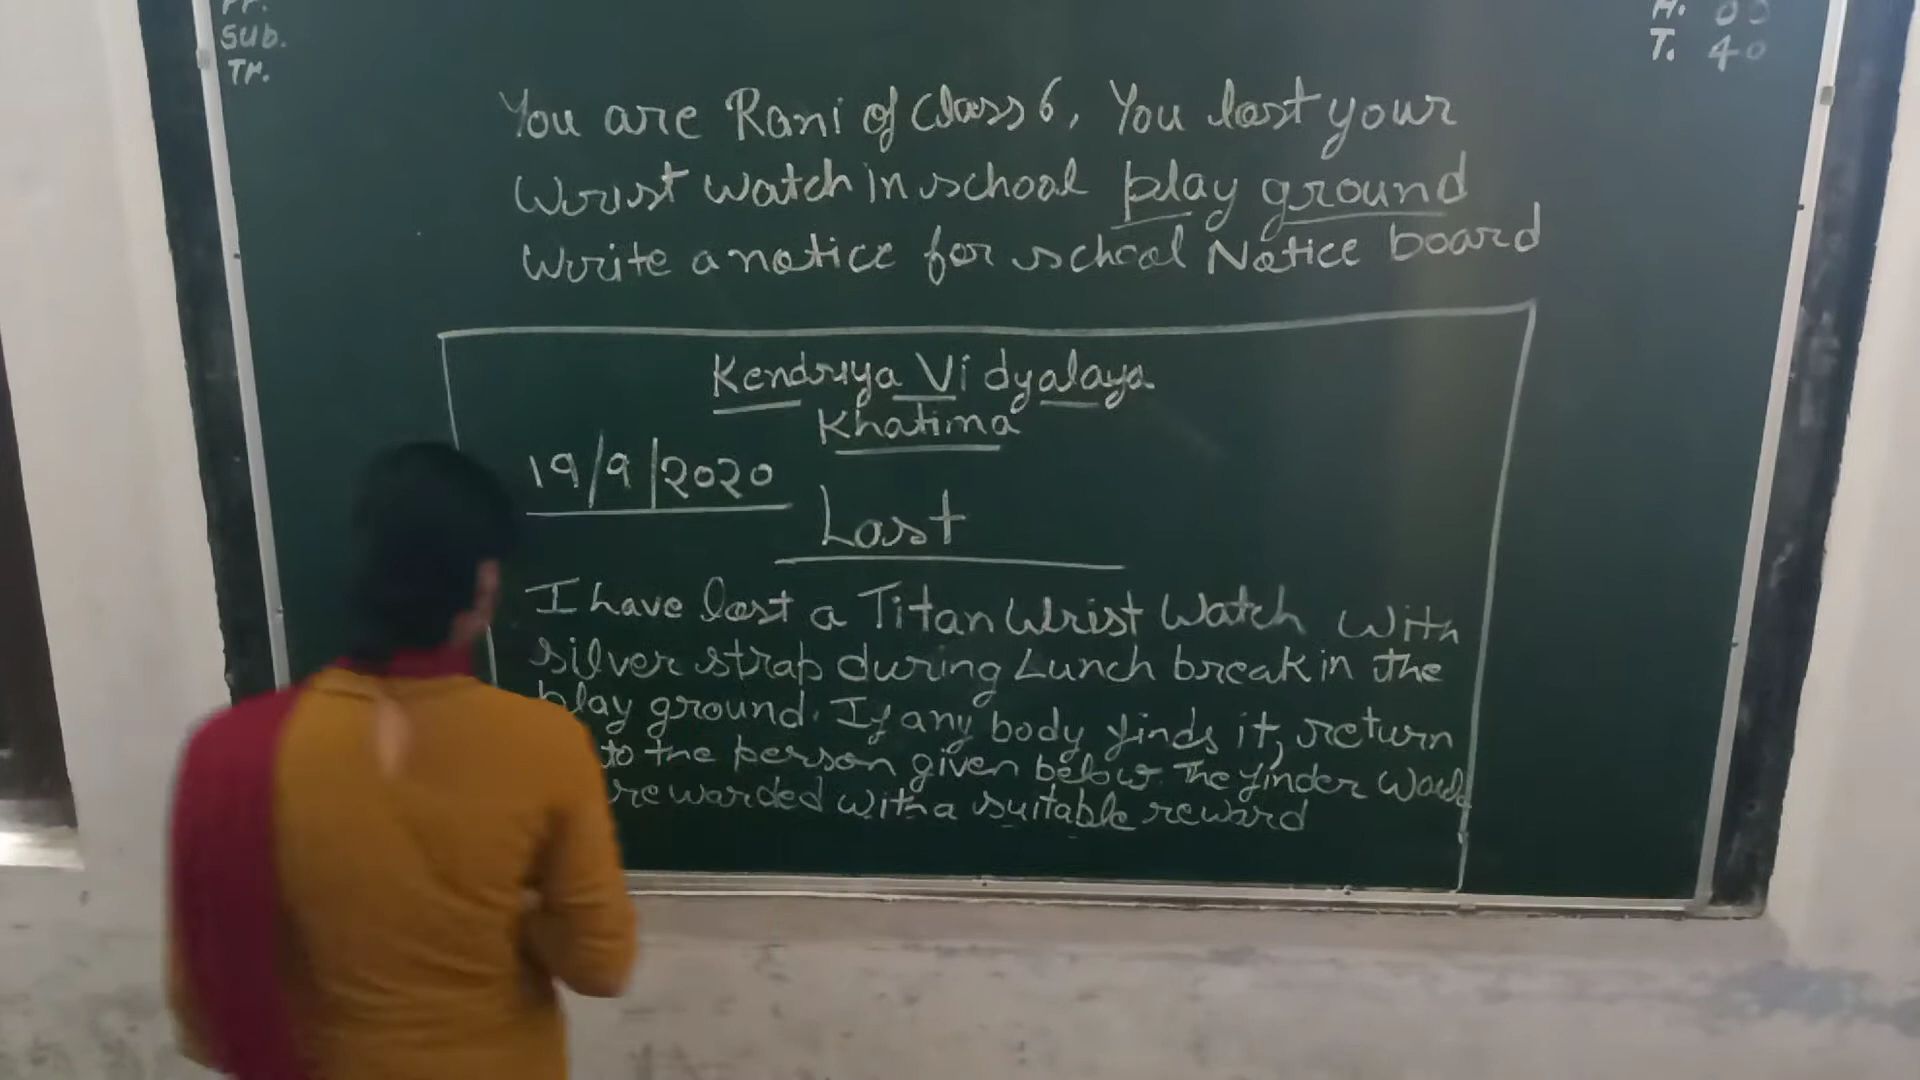 Sub.
Tr.
T. 40
You are Rani of Class 6, You lost your
Wrist watch in school play ground
Write a notice for school Notice board
Kendriya Vidyalaya
Khatima
19/9/2020
Lost
I have lost a Titan Wrist Watch With
silver strap during Lunch break in the
play ground. If any body finds it, return
to the person given below. The finder Would
rewarded with a suitable reward